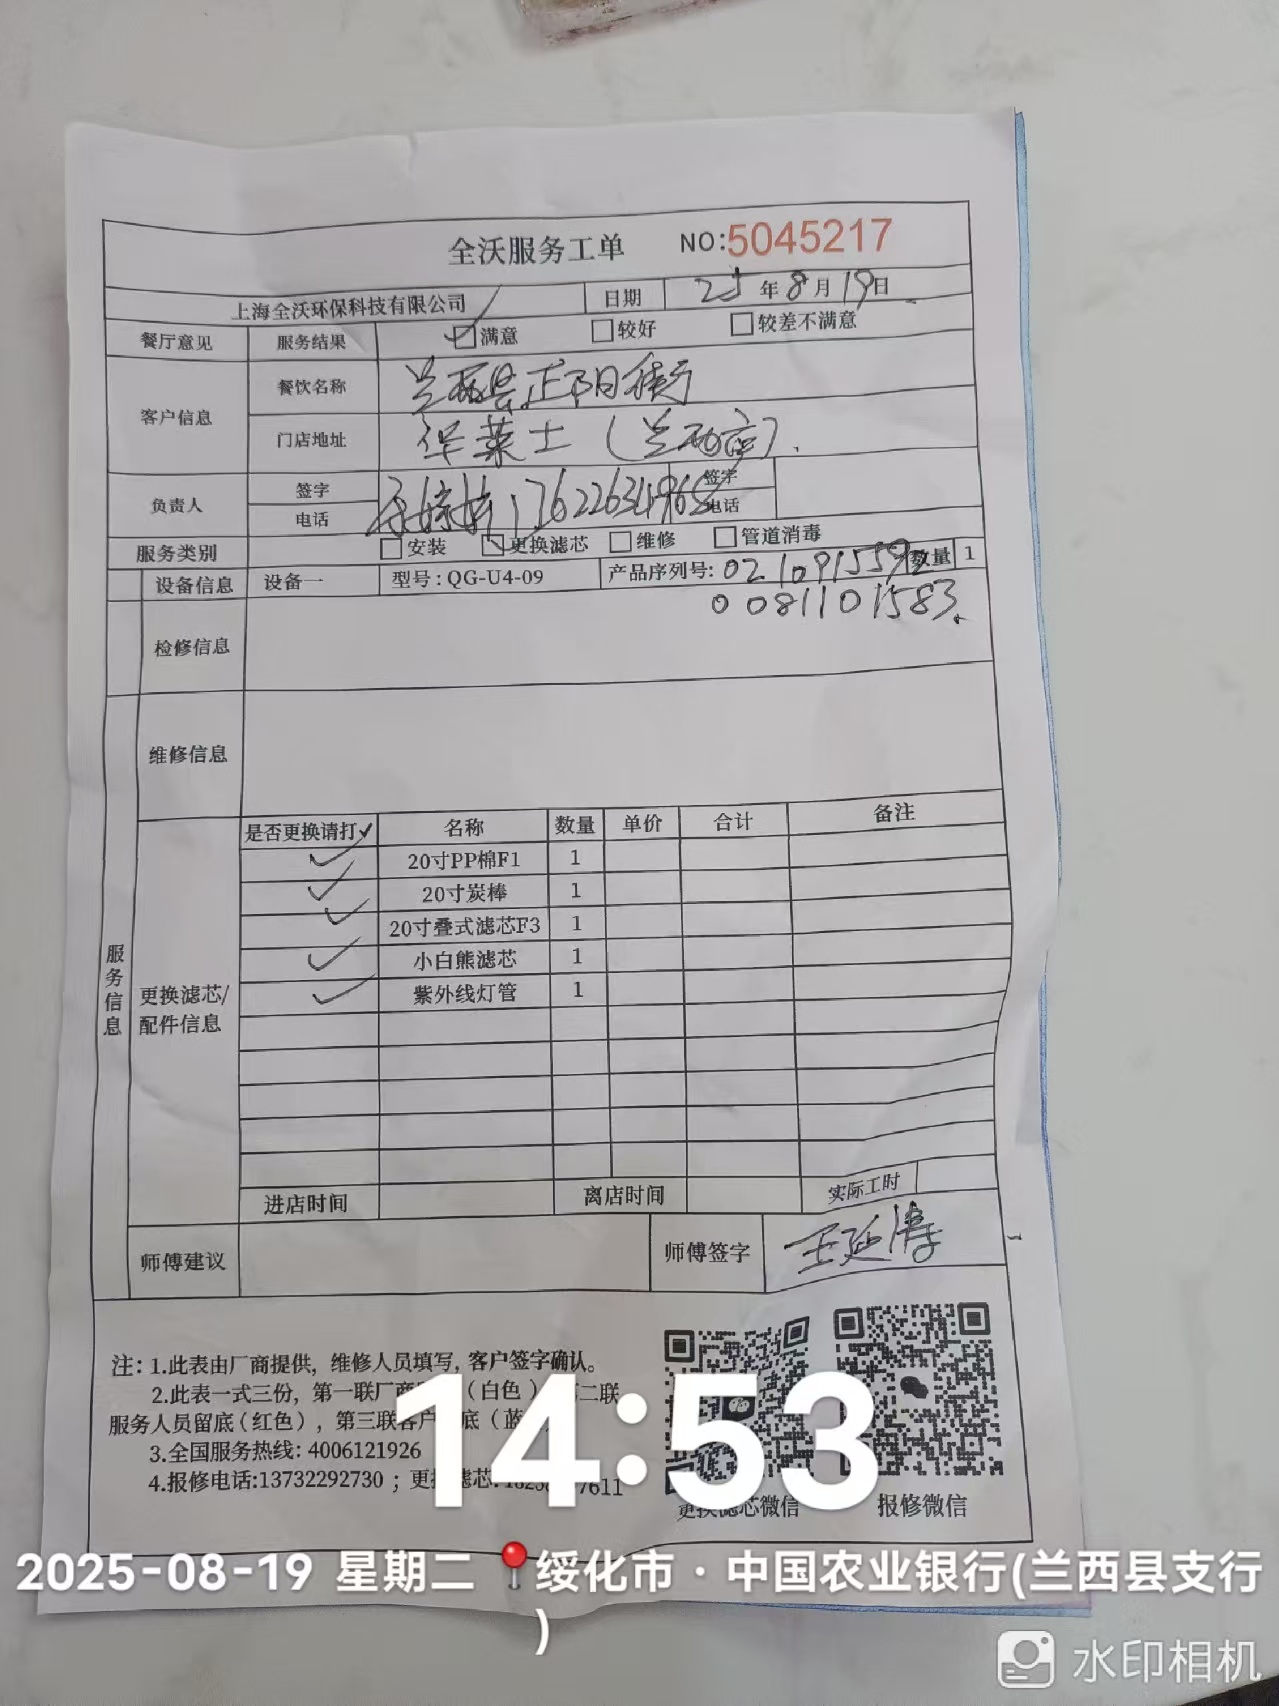 全沃服务工单 NO:5045217
上海全沃环保科技有限公司 日期 25年8月19日
餐厅意见 服务结果 ☑满意 □较好 □较差不满意
客户信息 餐饮名称 兰西县正阳街
门店地址 华莱士(兰西店).
负责人 签字 签字
电话 17622634968 电话
服务类别 □安装 ☑更换滤芯 □维修 □管道消毒
设备信息 设备一 型号:QG-U4-09 产品序列号: 021091559 数量 1
0081101583.
检修信息
维修信息
服务信息
更换滤芯/配件信息
是否更换请打✓ 名称 数量 单价 合计 备注
✓ 20寸PP棉F1 1
✓ 20寸炭棒 1
✓ 20寸叠式滤芯F3 1
✓ 小白熊滤芯 1
✓ 紫外线灯管 1
进店时间 离店时间 实际工时
师傅建议 师傅签字 王延涛
注: 1.此表由厂商提供, 维修人员填写, 客户签字确认。
2.此表一式三份, 第一联厂商(白色) 二联
服务人员留底(红色), 第三联客户底(蓝
3.全国服务热线: 4006121926
4.报修电话:13732292730 ; 更换滤芯: 7611
更换滤芯微信 报修微信
14:53
2025-08-19 星期二 绥化市·中国农业银行(兰西县支行
)
水印相机